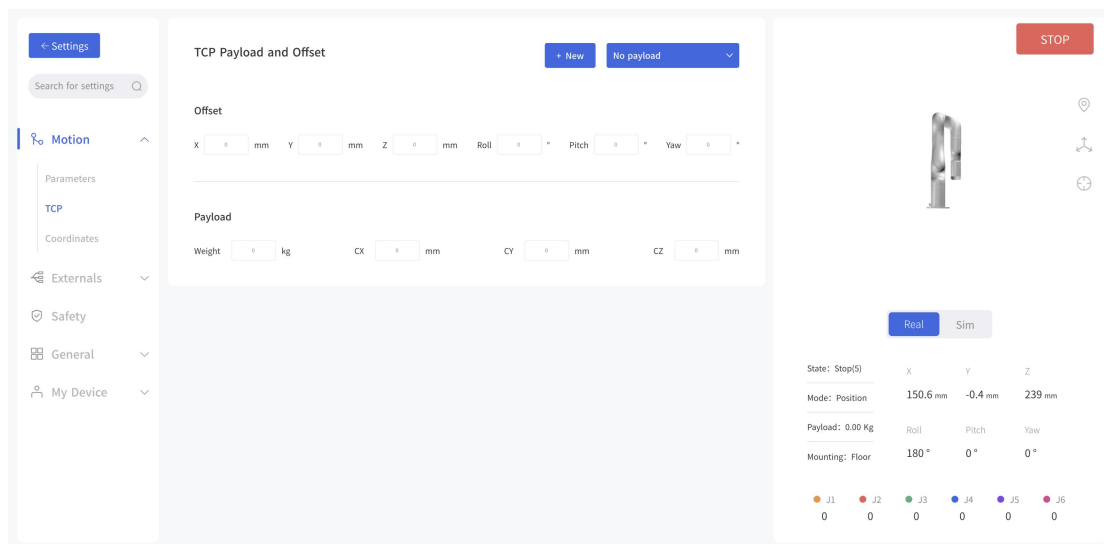 ← Settings
Search for settings
Motion
Parameters
TCP
Coordinates
Externals
Safety
General
My Device
TCP Payload and Offset
+ New
No payload
Offset
X 0 mm Y 0 mm Z 0 mm Roll 0 ° Pitch 0 ° Yaw 0 °
Payload
Weight 0 kg CX 0 mm CY 0 mm CZ 0 mm
STOP
Real Sim
State: Stop(5)
Mode: Position
Payload: 0.00 Kg
Mounting: Floor
X Y Z
150.6 mm -0.4 mm 239 mm
Roll Pitch Yaw
180 ° 0 ° 0 °
J1 J2 J3 J4 J5 J6
0 0 0 0 0 0